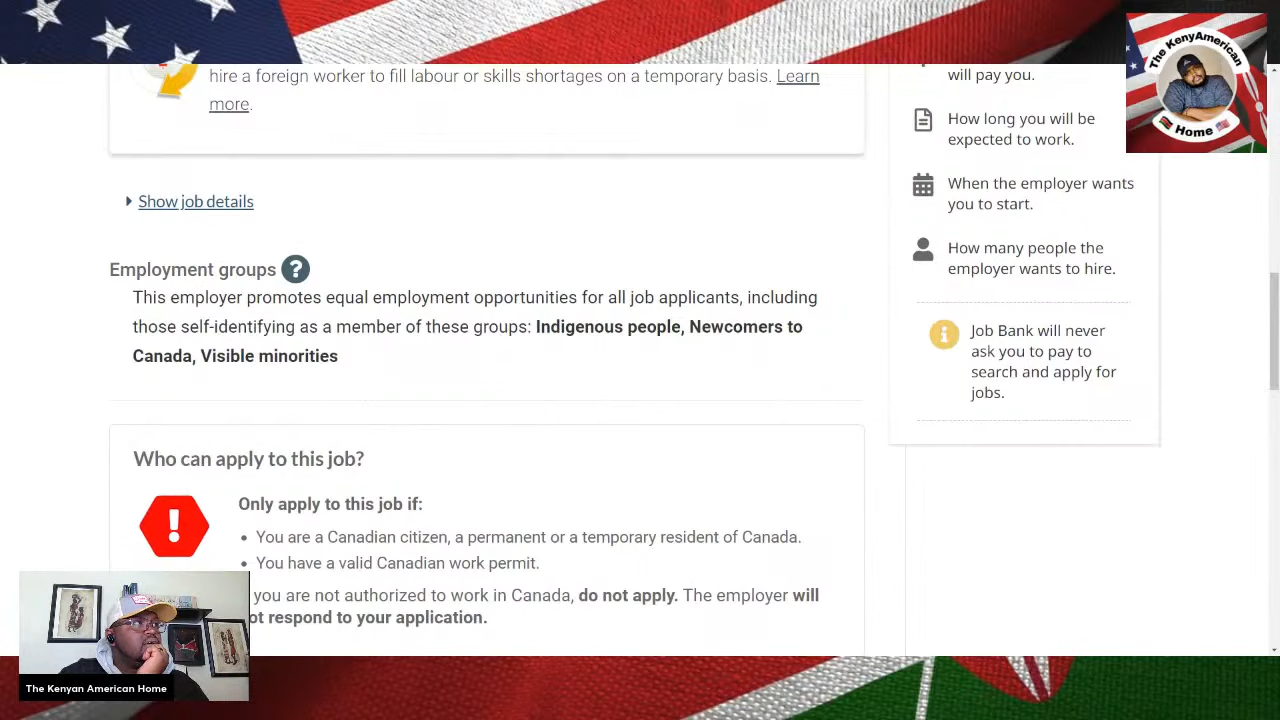 hire a foreign worker to fill labour or skills shortages on a temporary basis. Learn
more.
Show job details
Employment groups ?
This employer promotes equal employment opportunities for all job applicants, including
those self-identifying as a member of these groups: Indigenous people, Newcomers to
Canada, Visible minorities
Who can apply to this job?
Only apply to this job if:
You are a Canadian citizen, a permanent or a temporary resident of Canada.
You have a valid Canadian work permit.
you are not authorized to work in Canada, do not apply. The employer will
ot respond to your application.
will pay you.
How long you will be
expected to work.
When the employer wants
you to start.
How many people the
employer wants to hire.
Job Bank will never
ask you to pay to
search and apply for
jobs.
The KenyAmerican
Home
The Kenyan American Home